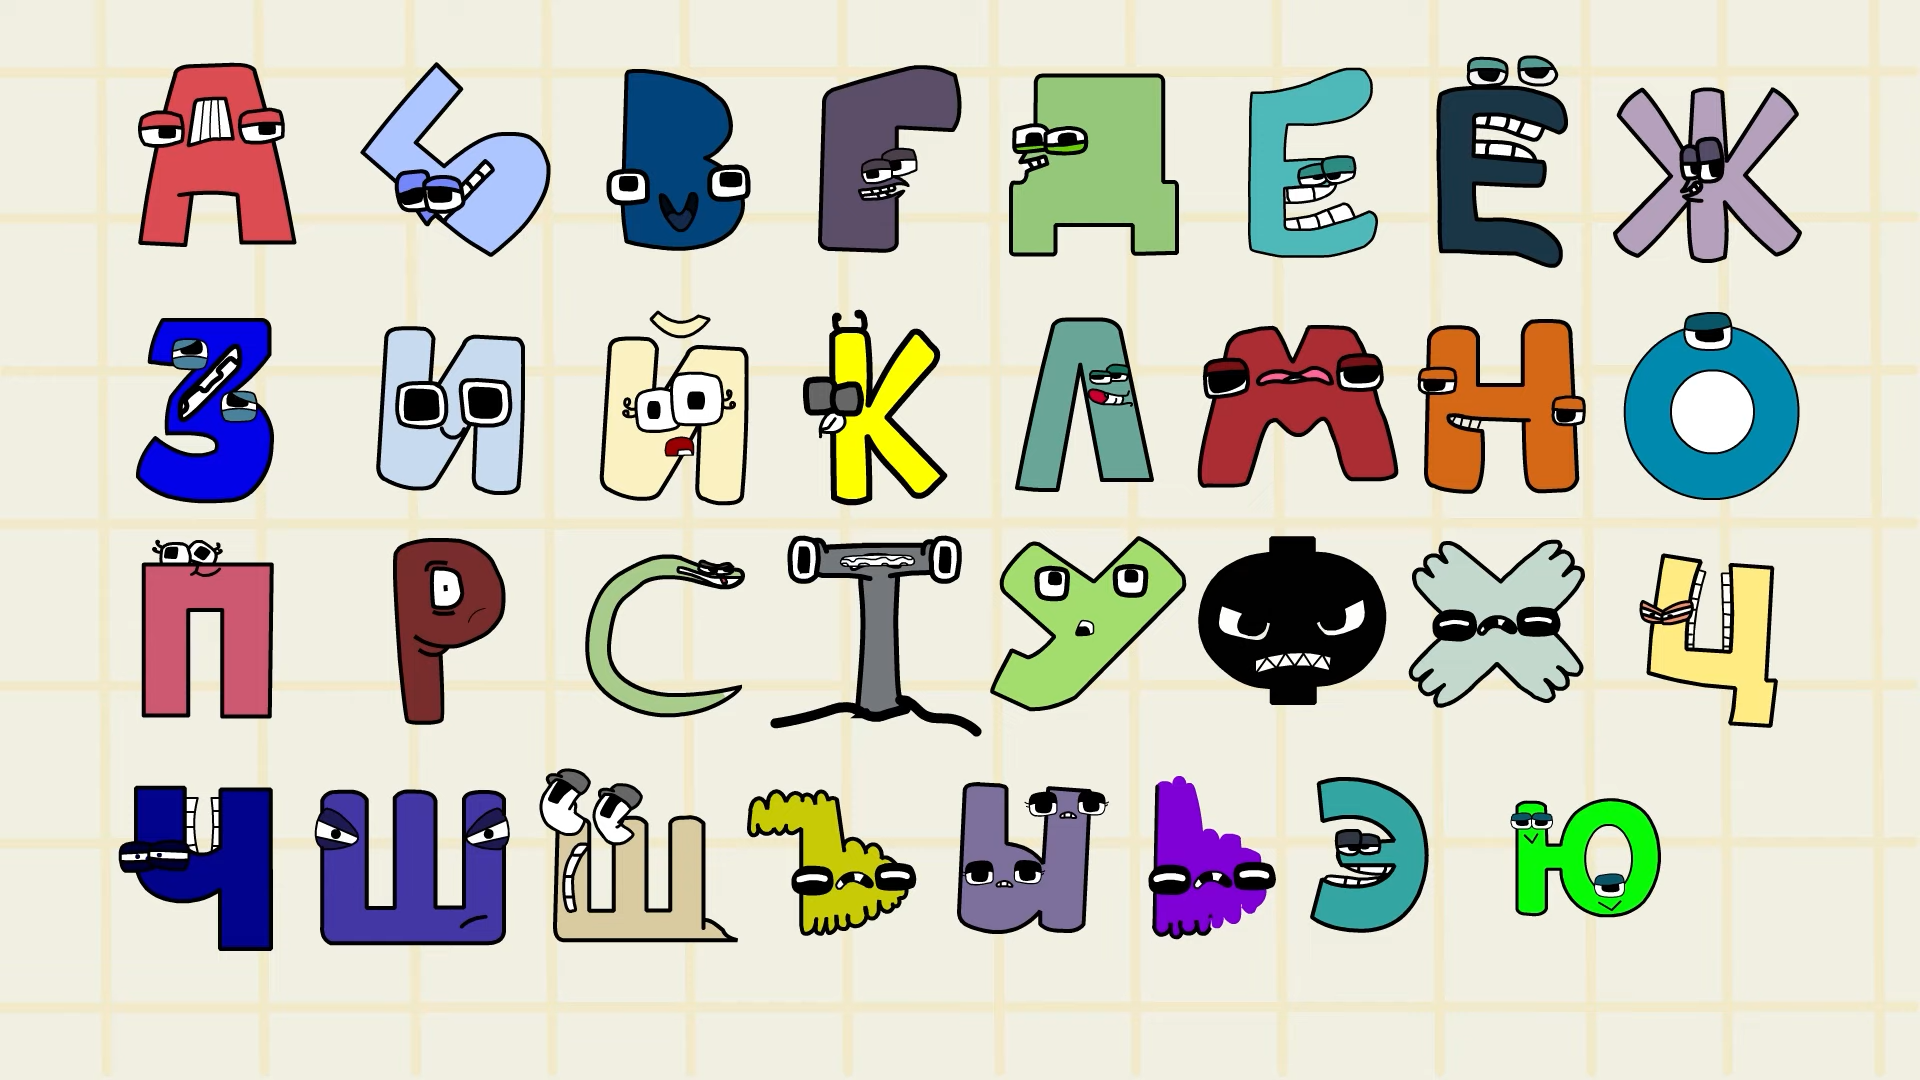 А Б В Г Д Е Ё Ж
З И Й К Л М Н О
П Р С Т У Ф Х Ц
Ч Ш Щ Ъ Ы Ь Э Ю